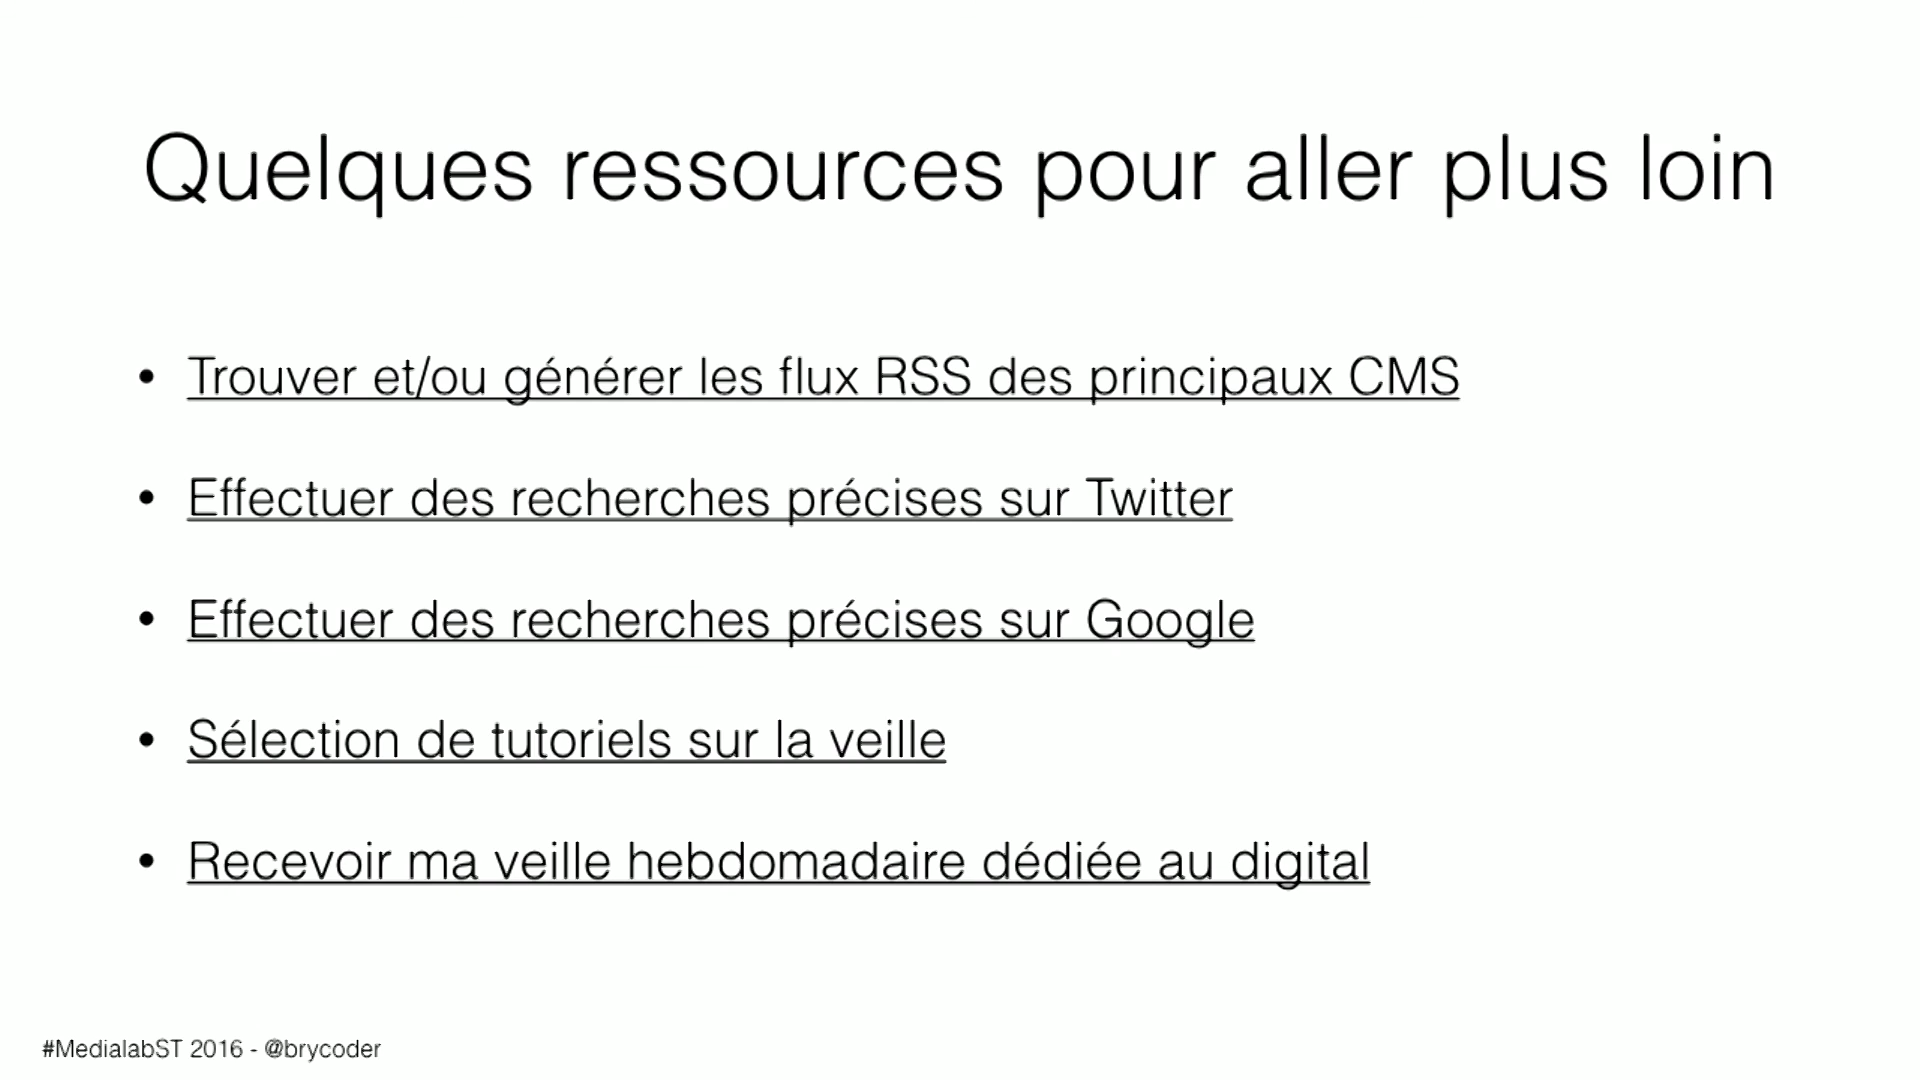 Quelques ressources pour aller plus loin
• Trouver et/ou générer les flux RSS des principaux CMS
• Effectuer des recherches précises sur Twitter
• Effectuer des recherches précises sur Google
• Sélection de tutoriels sur la veille
• Recevoir ma veille hebdomadaire dédiée au digital
#MedialabST 2016 - @brycoder